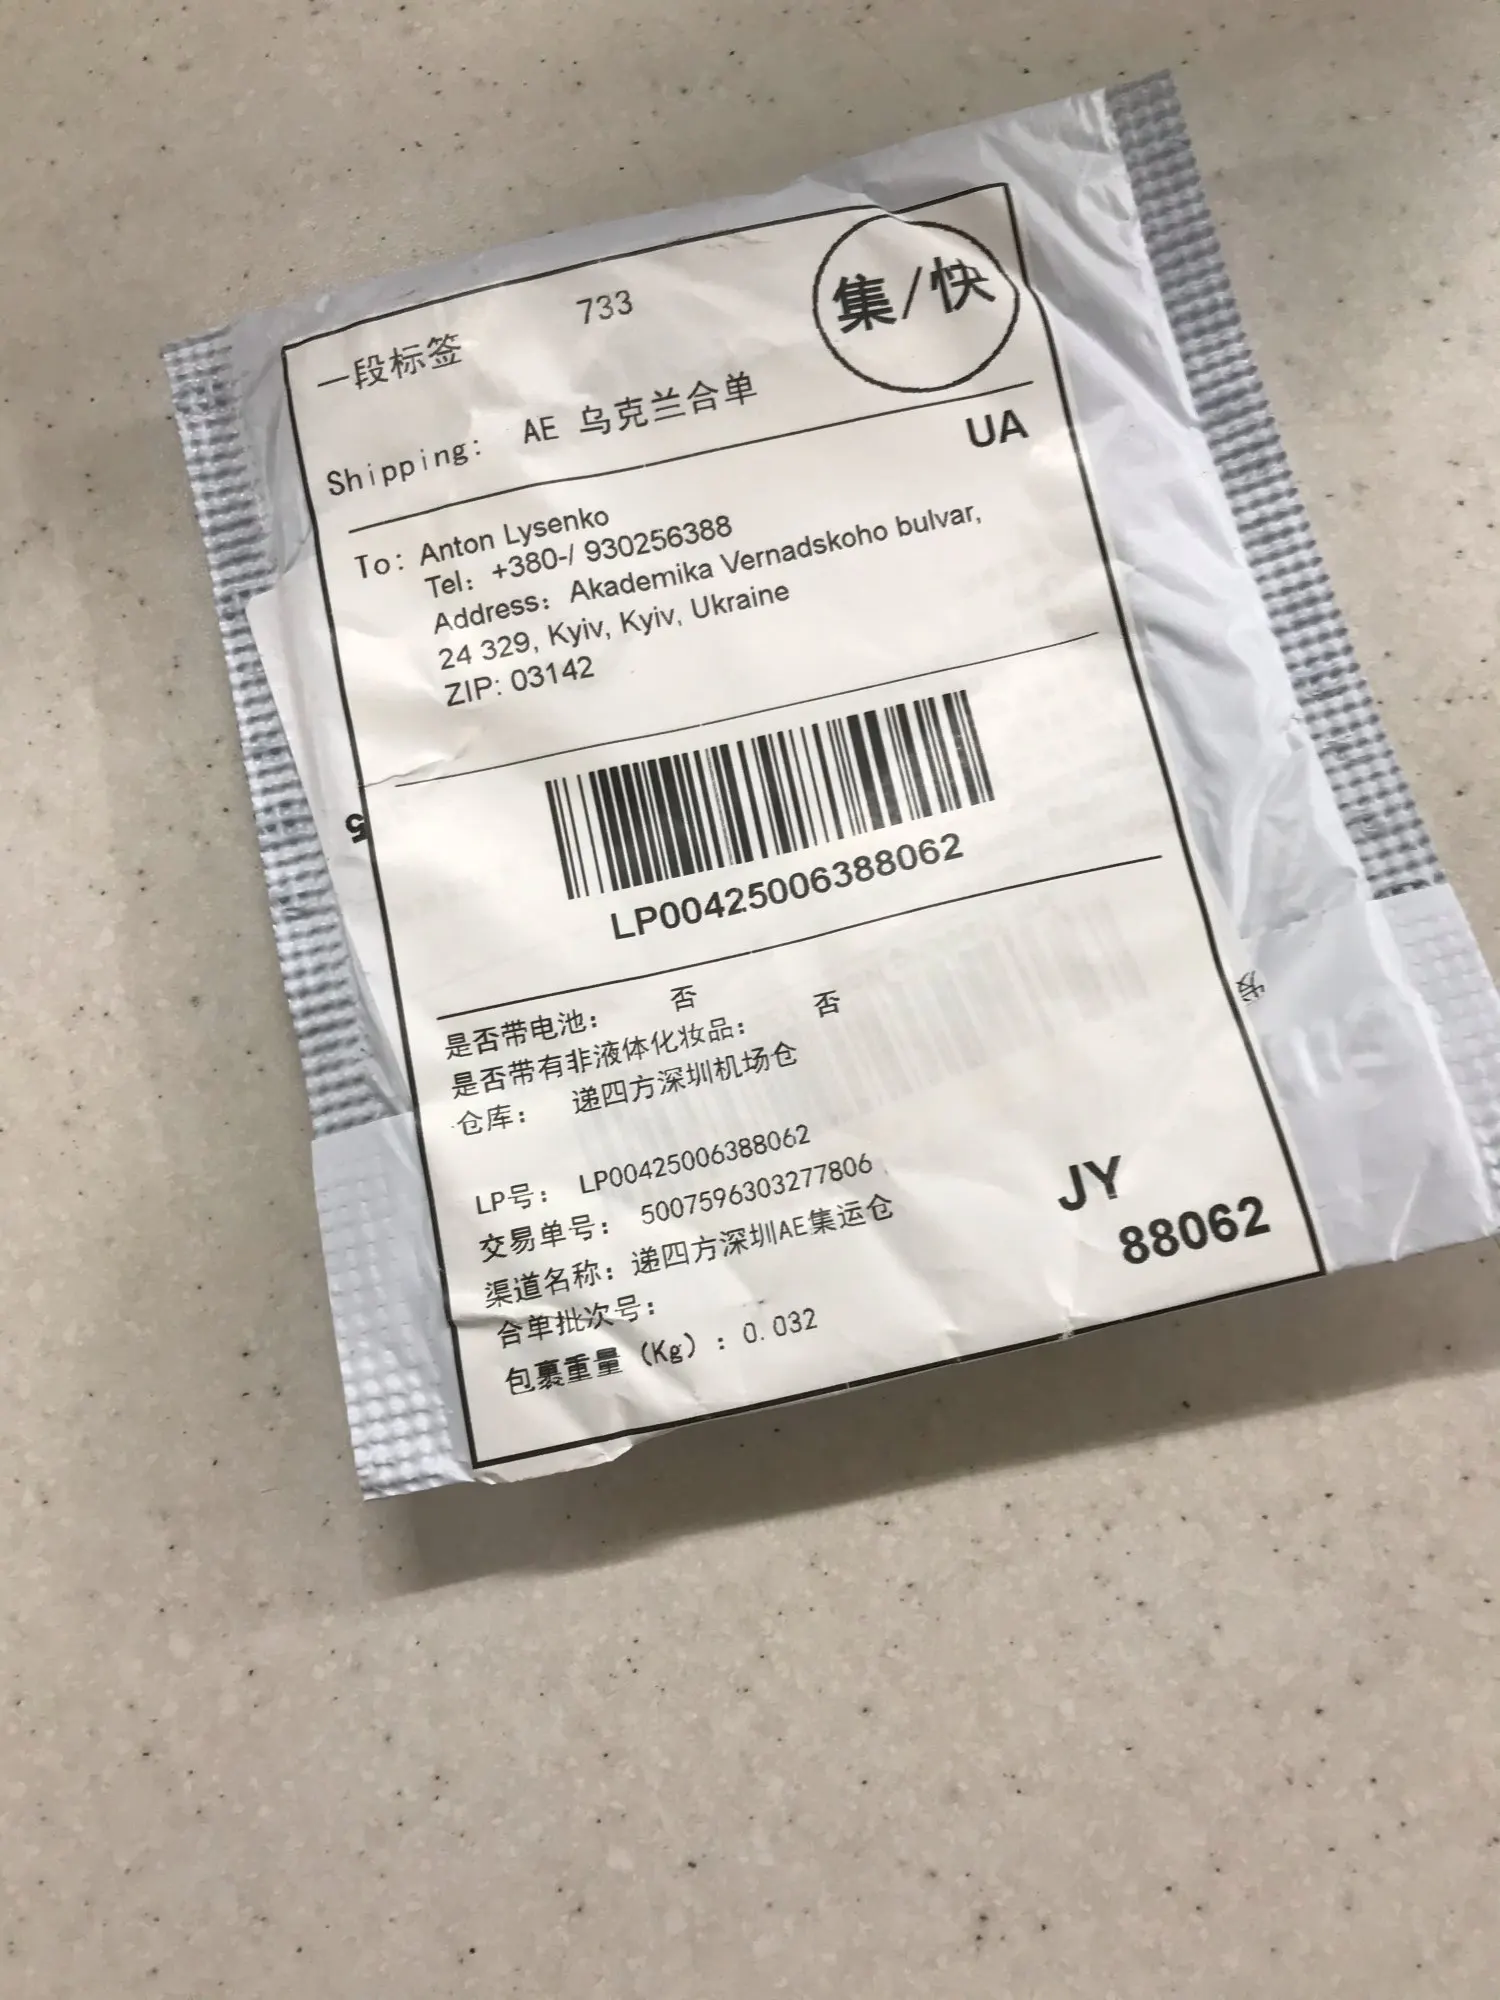 733
集/快
一段标签
Shipping: AE 乌克兰合单
UA
To: Anton Lysenko
Tel: +380-/ 930256388
Address: Akademika Vernadskoho bulvar,
24 329, Kyiv, Kyiv, Ukraine
ZIP: 03142
5
LP00425006388062
是否带电池: 否
是否带有非液体化妆品: 否
仓库: 递四方深圳机场仓
LP号: LP00425006388062
交易单号: 5007596303277806
渠道名称: 递四方深圳AE集运仓
合单批次号:
包裹重量 (Kg) : 0.032
JY
88062